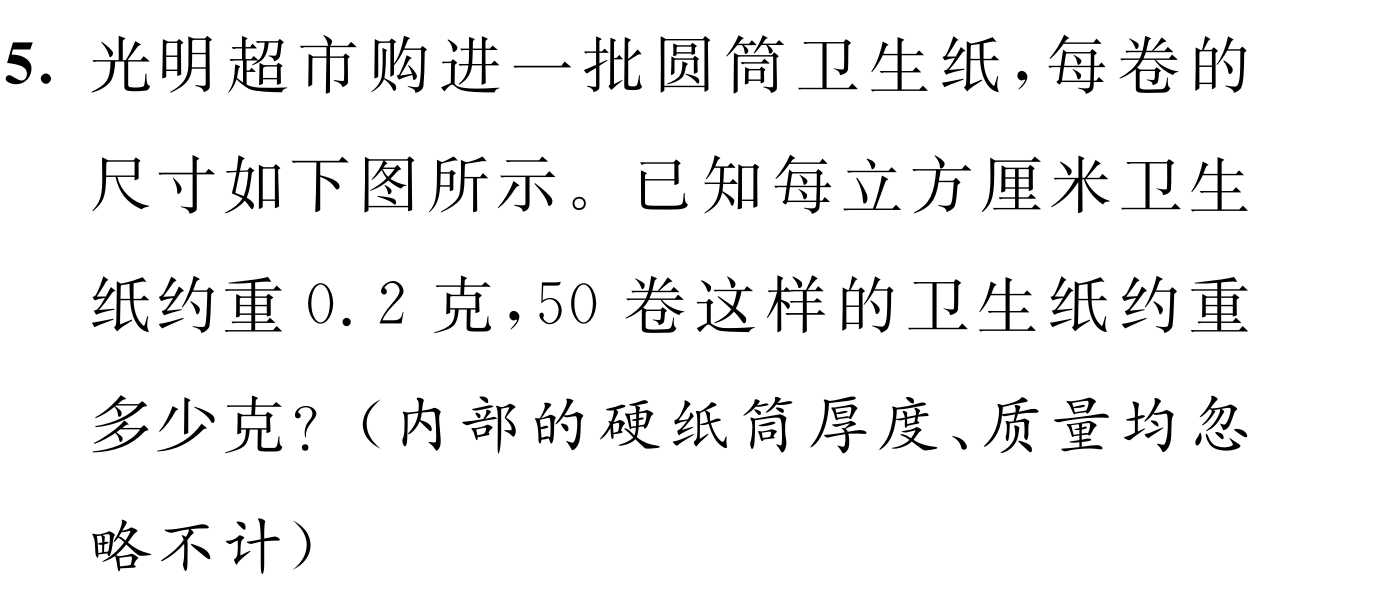 5. 光明超市购进一批圆筒卫生纸,每卷的
尺寸如下图所示。已知每立方厘米卫生
纸约重 0.2 克,50 卷这样的卫生纸约重
多少克?(内部的硬纸筒厚度、质量均忽
略不计)